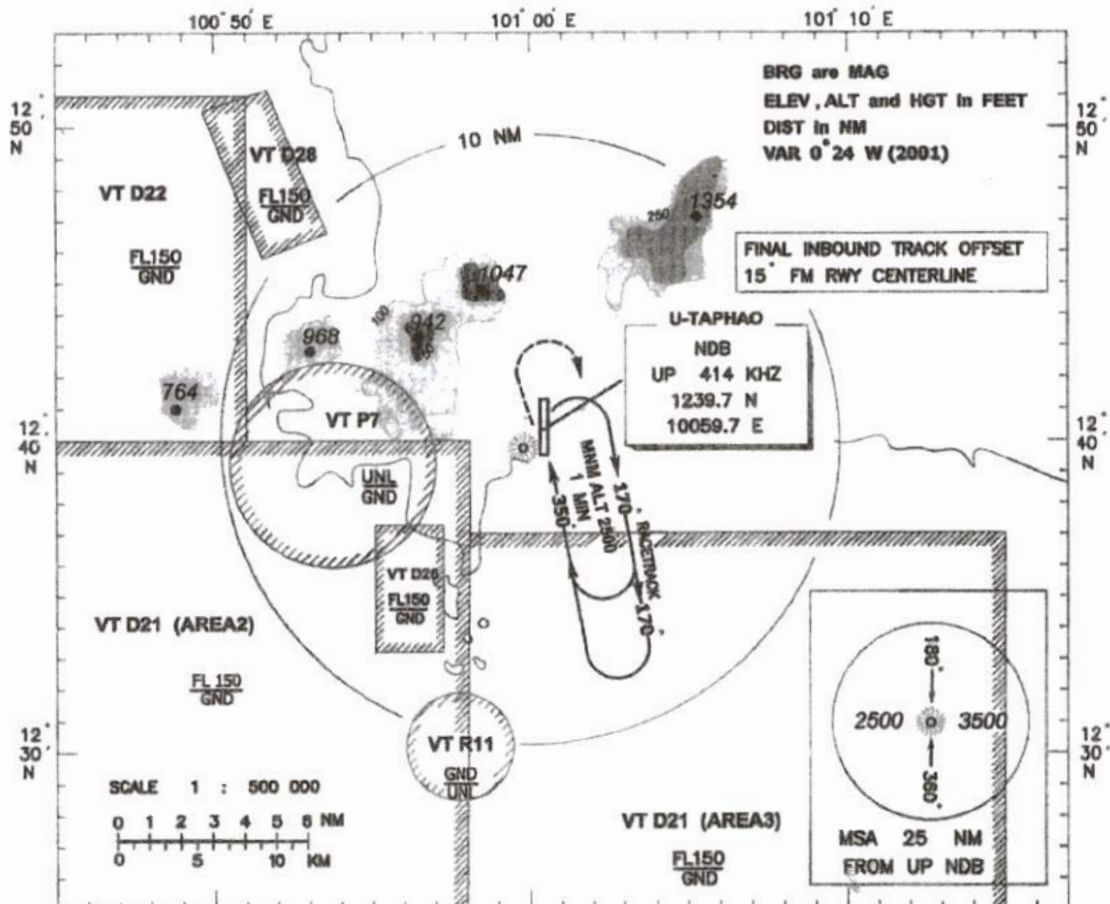 100° 50' E
101° 00' E
101° 10' E
12° 50' N
12° 50' N
BRG are MAG
ELEV, ALT and HGT in FEET
DIST in NM
VAR 0° 24 W (2001)
10 NM
VT D28
FL150
GND
VT D22
FL150
GND
250
1354
FINAL INBOUND TRACK OFFSET
15° FM RWY CENTERLINE
1047
100
942
968
764
U-TAPHAO
NDB
UP 414 KHZ
1239.7 N
10059.7 E
VT P7
UNL
GND
12° 40' N
12° 40' N
MNM ALT 2500
1 MIN
350°
170°
RACETRACK
170°
VT D26
FL150
GND
VT D21 (AREA2)
FL 150
GND
VT R11
GND
UNL
12° 30' N
12° 30' N
180°
2500
3500
360°
MSA 25 NM
FROM UP NDB
SCALE 1 : 500 000
0 1 2 3 4 5 6 NM
0 5 10 KM
VT D21 (AREA3)
FL150
GND